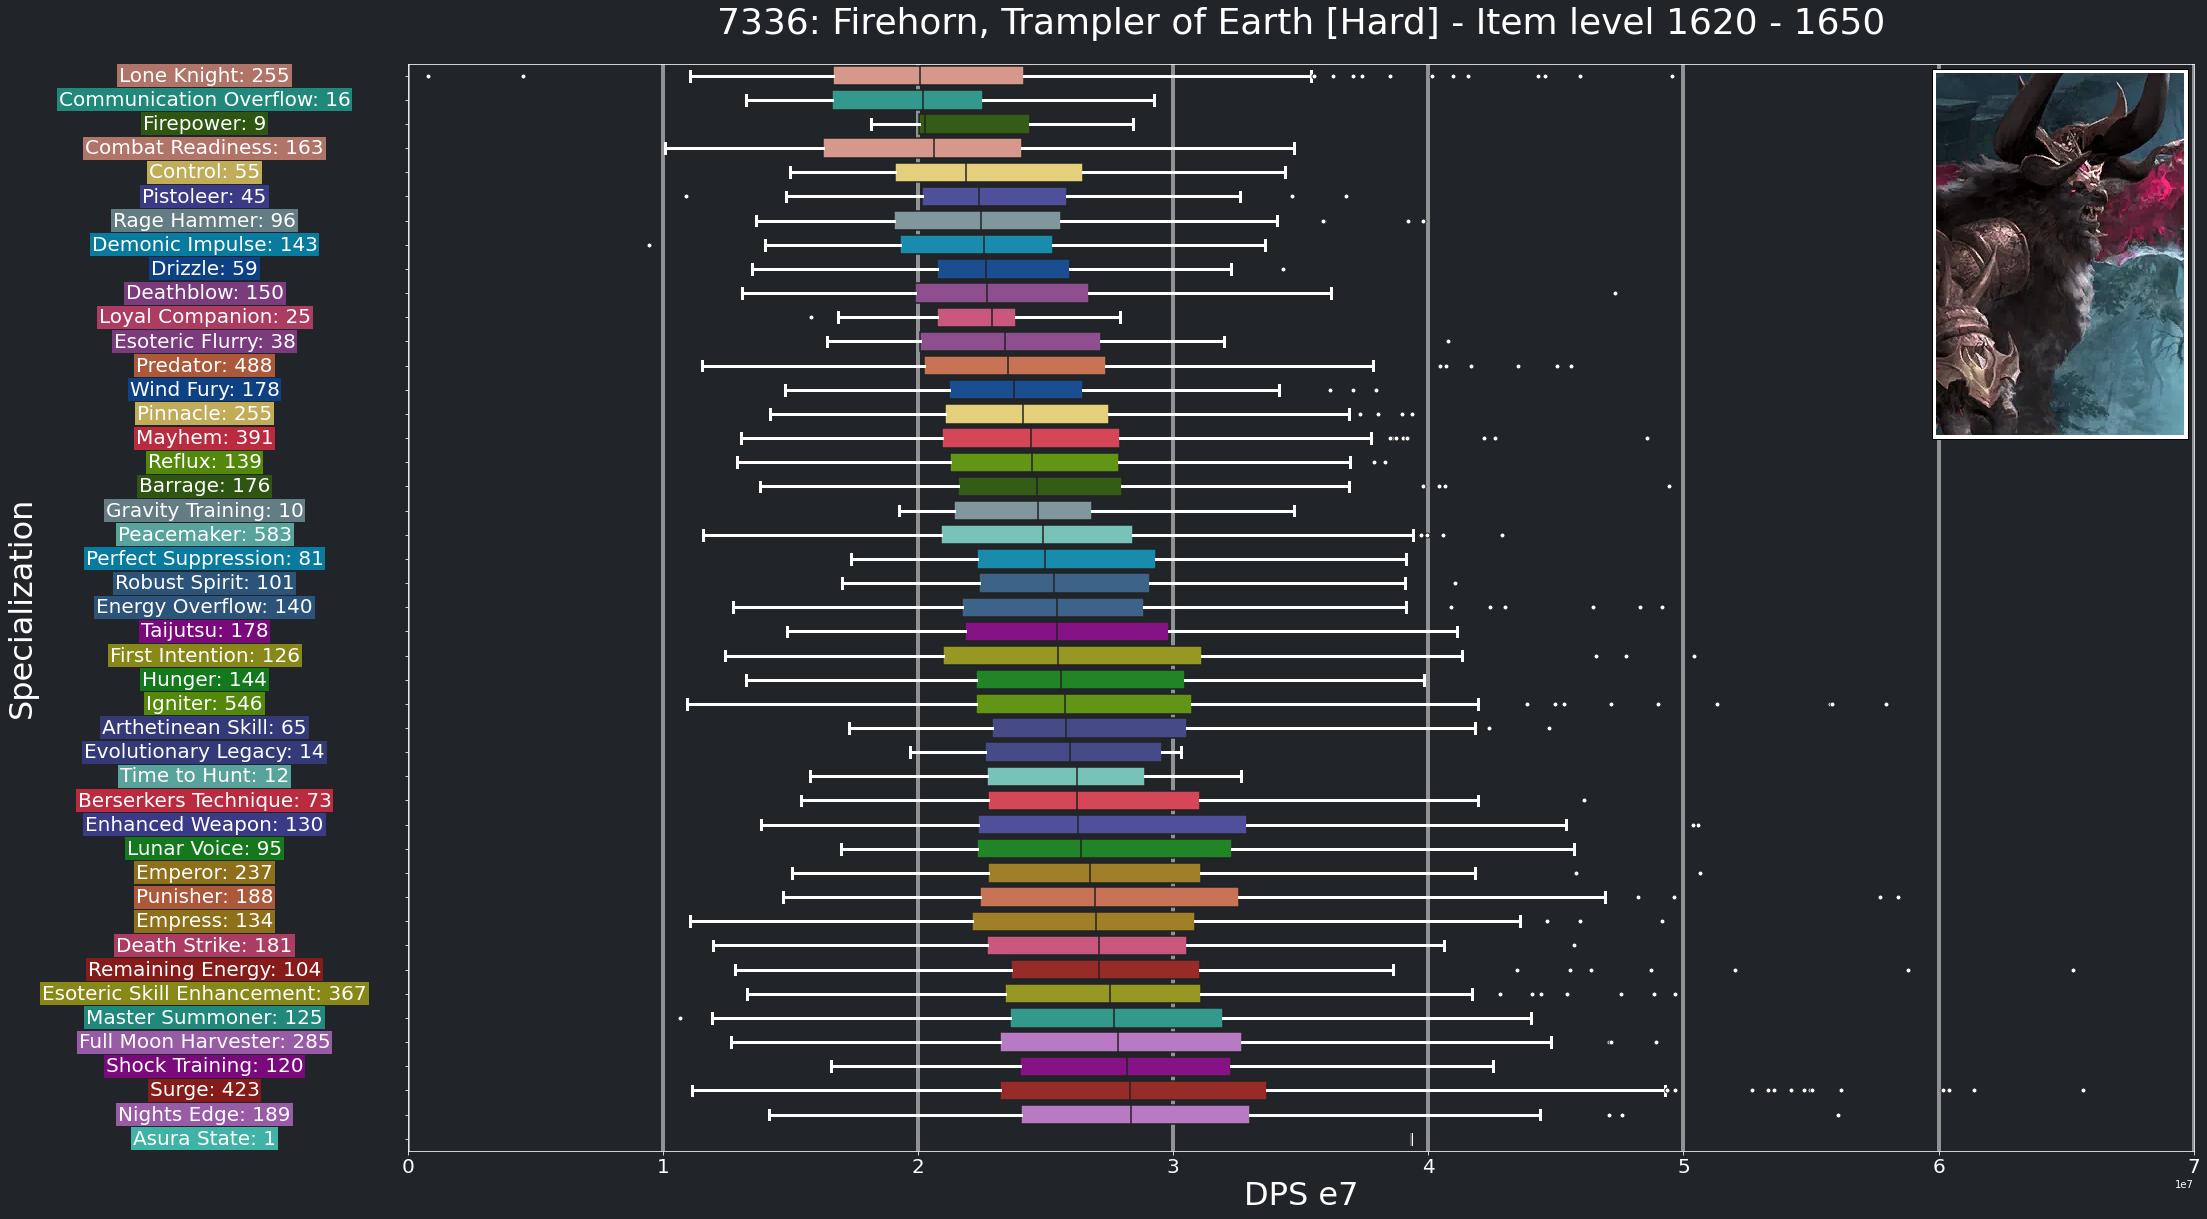 7336: Firehorn, Trampler of Earth [Hard] - Item level 1620 - 1650
Specialization
Lone Knight: 255
Communication Overflow: 16
Firepower: 9
Combat Readiness: 163
Control: 55
Pistoleer: 45
Rage Hammer: 96
Demonic Impulse: 143
Drizzle: 59
Deathblow: 150
Loyal Companion: 25
Esoteric Flurry: 38
Predator: 488
Wind Fury: 178
Pinnacle: 255
Mayhem: 391
Reflux: 139
Barrage: 176
Gravity Training: 10
Peacemaker: 583
Perfect Suppression: 81
Robust Spirit: 101
Energy Overflow: 140
Taijutsu: 178
First Intention: 126
Hunger: 144
Igniter: 546
Arthetinean Skill: 65
Evolutionary Legacy: 14
Time to Hunt: 12
Berserkers Technique: 73
Enhanced Weapon: 130
Lunar Voice: 95
Emperor: 237
Punisher: 188
Empress: 134
Death Strike: 181
Remaining Energy: 104
Esoteric Skill Enhancement: 367
Master Summoner: 125
Full Moon Harvester: 285
Shock Training: 120
Surge: 423
Nights Edge: 189
Asura State: 1
0 1 2 3 4 5 6 7
1e7
DPS e7